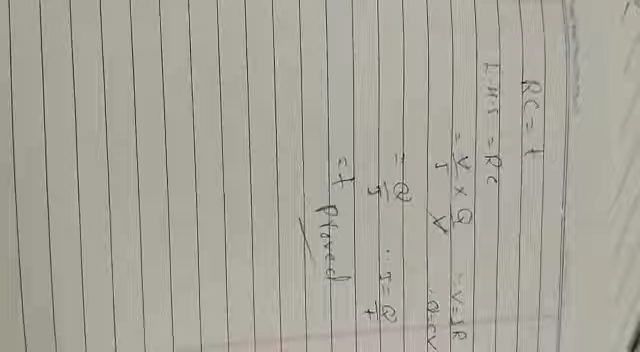 RC = t
L.H.S = RC
= V/I × Q/V ∵ V=IR ∴ Q=CV
= Q/I ∵ I = Q/t
= t Proved